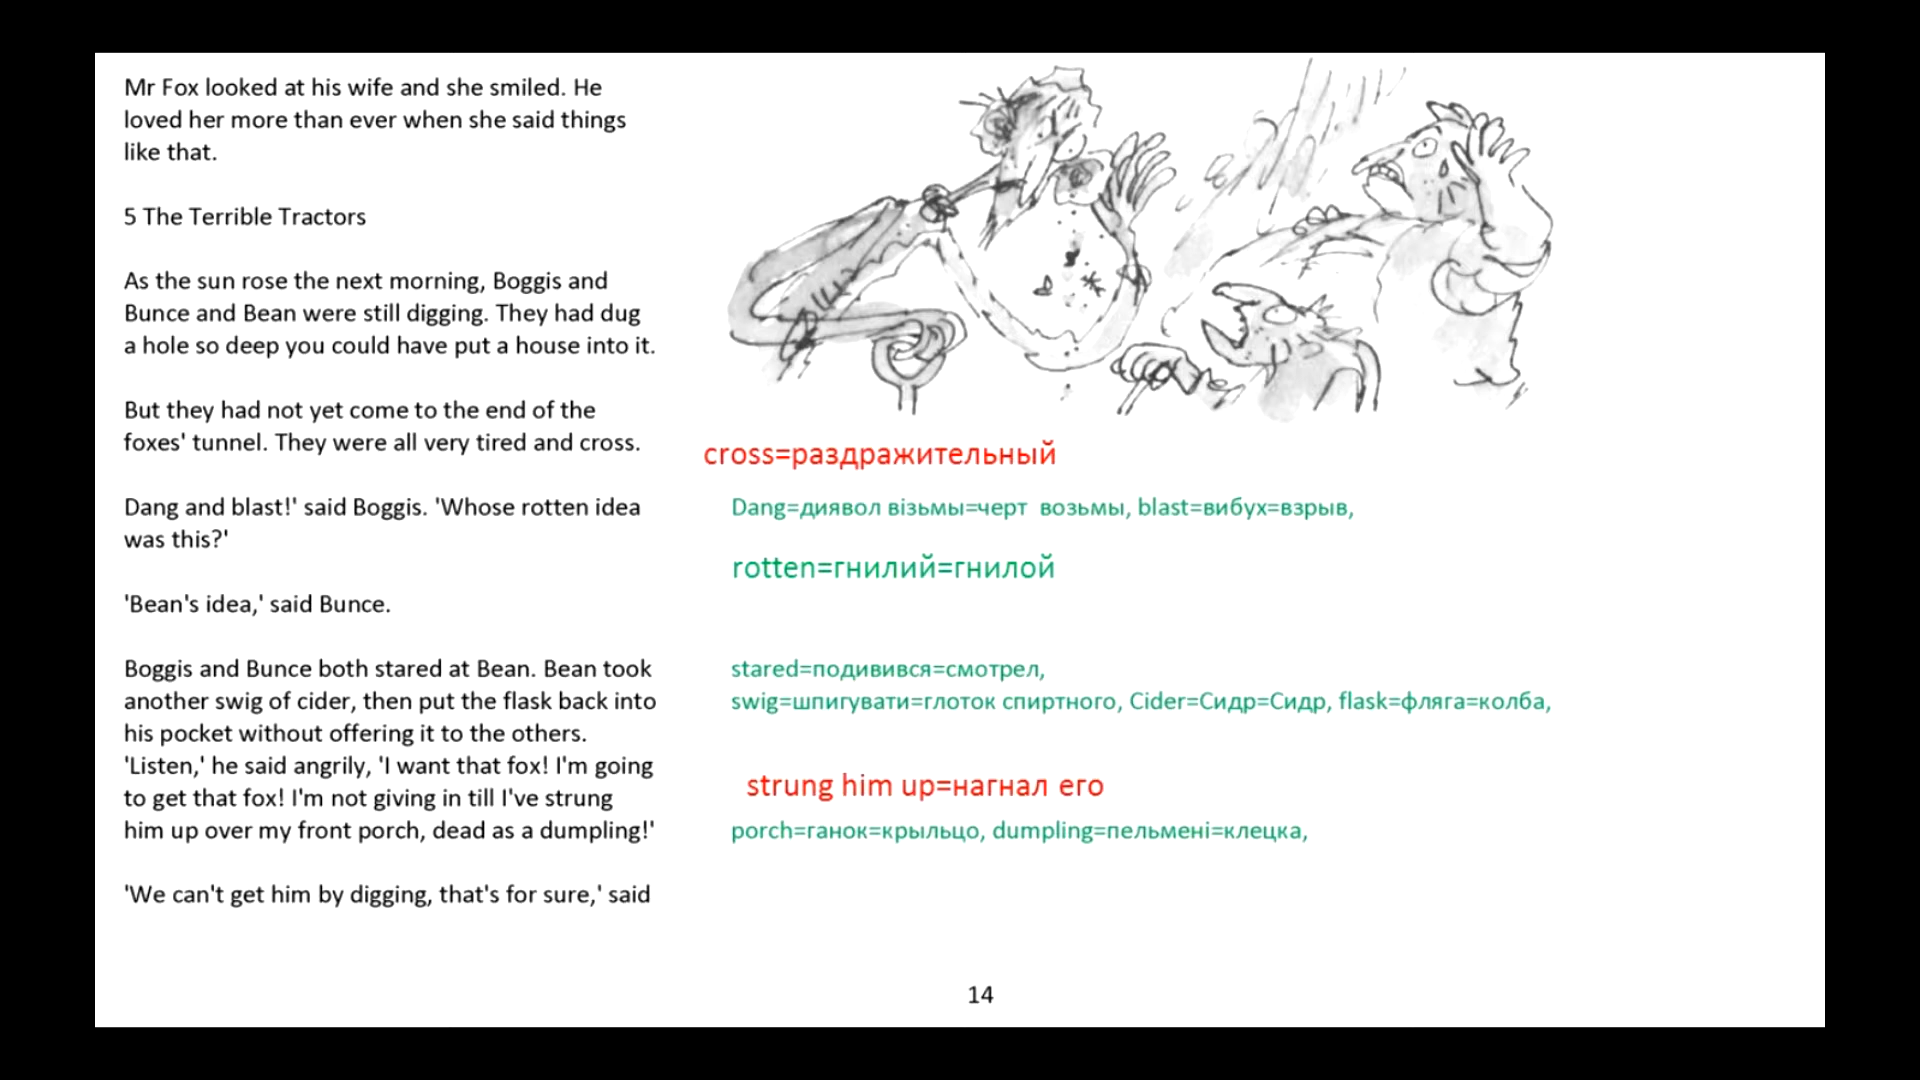 Mr Fox looked at his wife and she smiled. He
loved her more than ever when she said things
like that.
5 The Terrible Tractors
As the sun rose the next morning, Boggis and
Bunce and Bean were still digging. They had dug
a hole so deep you could have put a house into it.
But they had not yet come to the end of the
foxes' tunnel. They were all very tired and cross.
Dang and blast!' said Boggis. 'Whose rotten idea
was this?'
'Bean's idea,' said Bunce.
Boggis and Bunce both stared at Bean. Bean took
another swig of cider, then put the flask back into
his pocket without offering it to the others.
'Listen,' he said angrily, 'I want that fox! I'm going
to get that fox! I'm not giving in till I've strung
him up over my front porch, dead as a dumpling!'
'We can't get him by digging, that's for sure,' said
cross=раздражительный
Dang=диявол візьмы=черт возьмы, blast=вибух=взрыв,
rotten=гнилий=гнилой
stared=подивився=смотрел,
swig=шпигувати=глоток спиртного, Cider=Сидр=Сидр, flask=фляга=колба,
strung him up=нагнал его
porch=ганок=крыльцо, dumpling=пельмені=клецка,
14